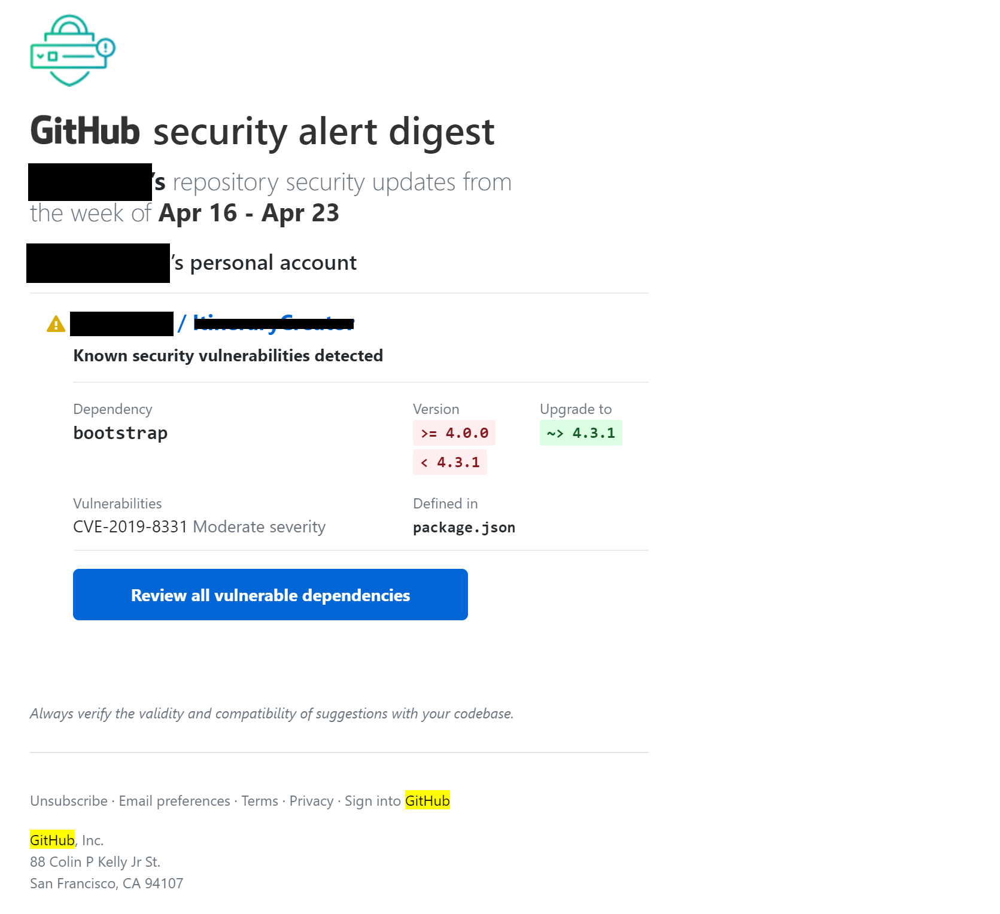 GitHub security alert digest
's repository security updates from
the week of Apr 16 - Apr 23
's personal account
/
Known security vulnerabilities detected
Dependency Version Upgrade to
bootstrap >= 4.0.0 ~> 4.3.1
< 4.3.1
Vulnerabilities Defined in
CVE-2019-8331 Moderate severity package.json
Review all vulnerable dependencies
Always verify the validity and compatibility of suggestions with your codebase.
Unsubscribe · Email preferences · Terms · Privacy · Sign into GitHub
GitHub, Inc.
88 Colin P Kelly Jr St.
San Francisco, CA 94107